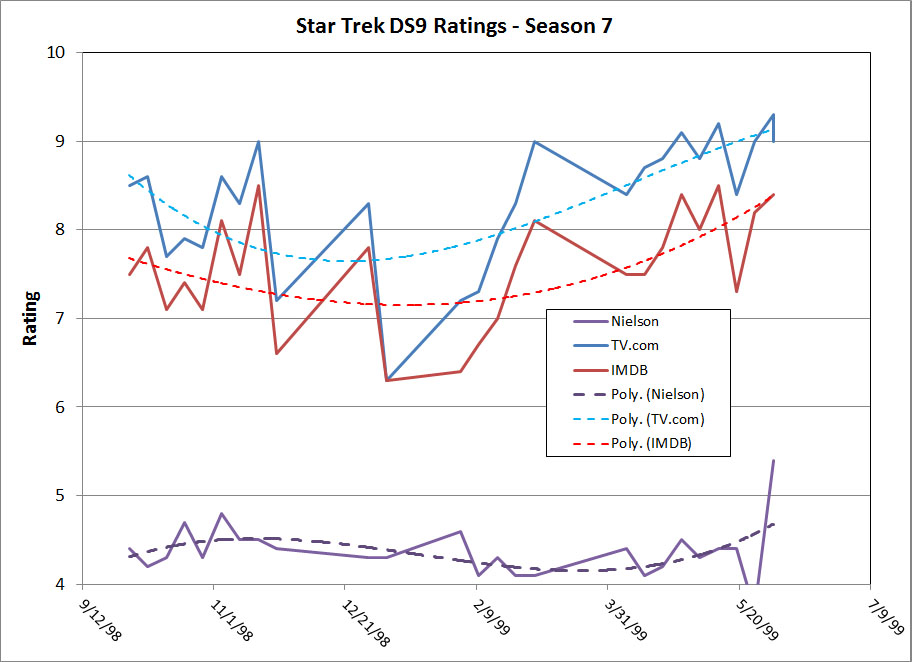 Star Trek DS9 Ratings - Season 7
10
9
8
7
6
5
4
Rating
Nielson
TV.com
IMDB
Poly. (Nielson)
Poly. (TV.com)
Poly. (IMDB)
9/12/98
11/1/98
12/21/98
2/9/99
3/31/99
5/20/99
7/9/99